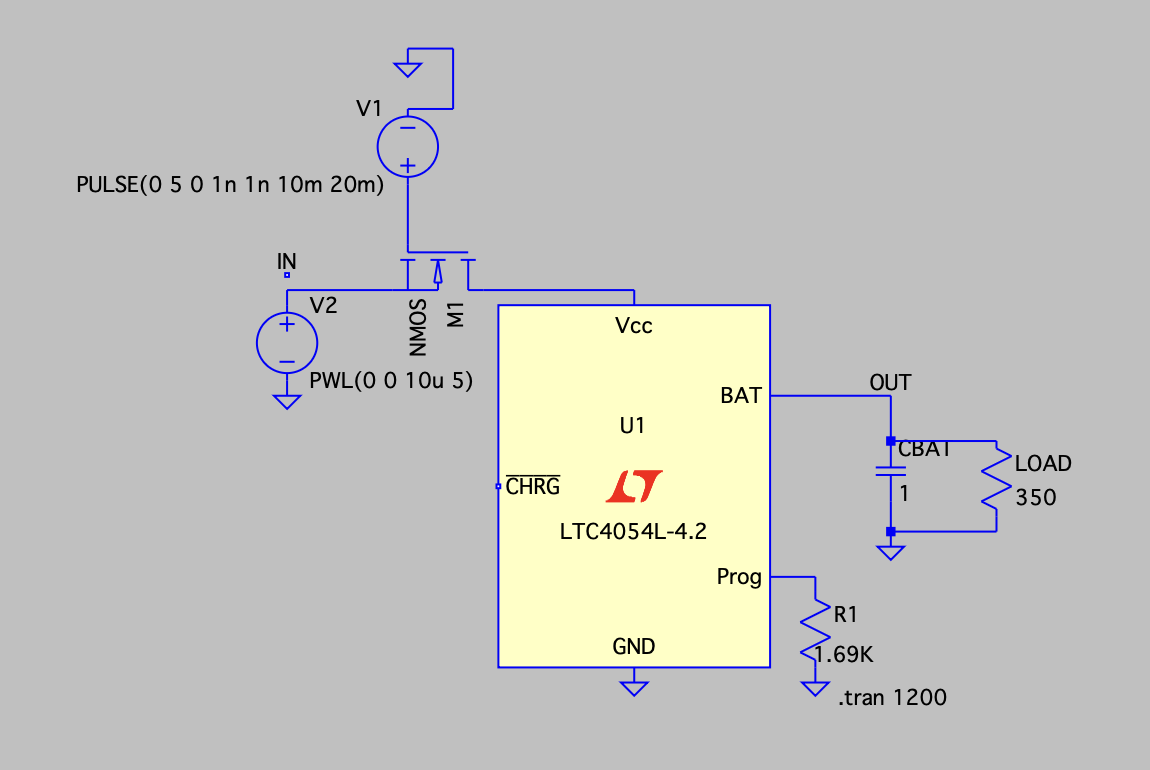 V1
PULSE(0 5 0 1n 1n 10m 20m)
IN
V2
NMOS
M1
PWL(0 0 10u 5)
Vcc
BAT
OUT
U1
CBAT
1
LOAD
350
CHRG
LTC4054L-4.2
Prog
R1
1.69K
GND
.tran 1200